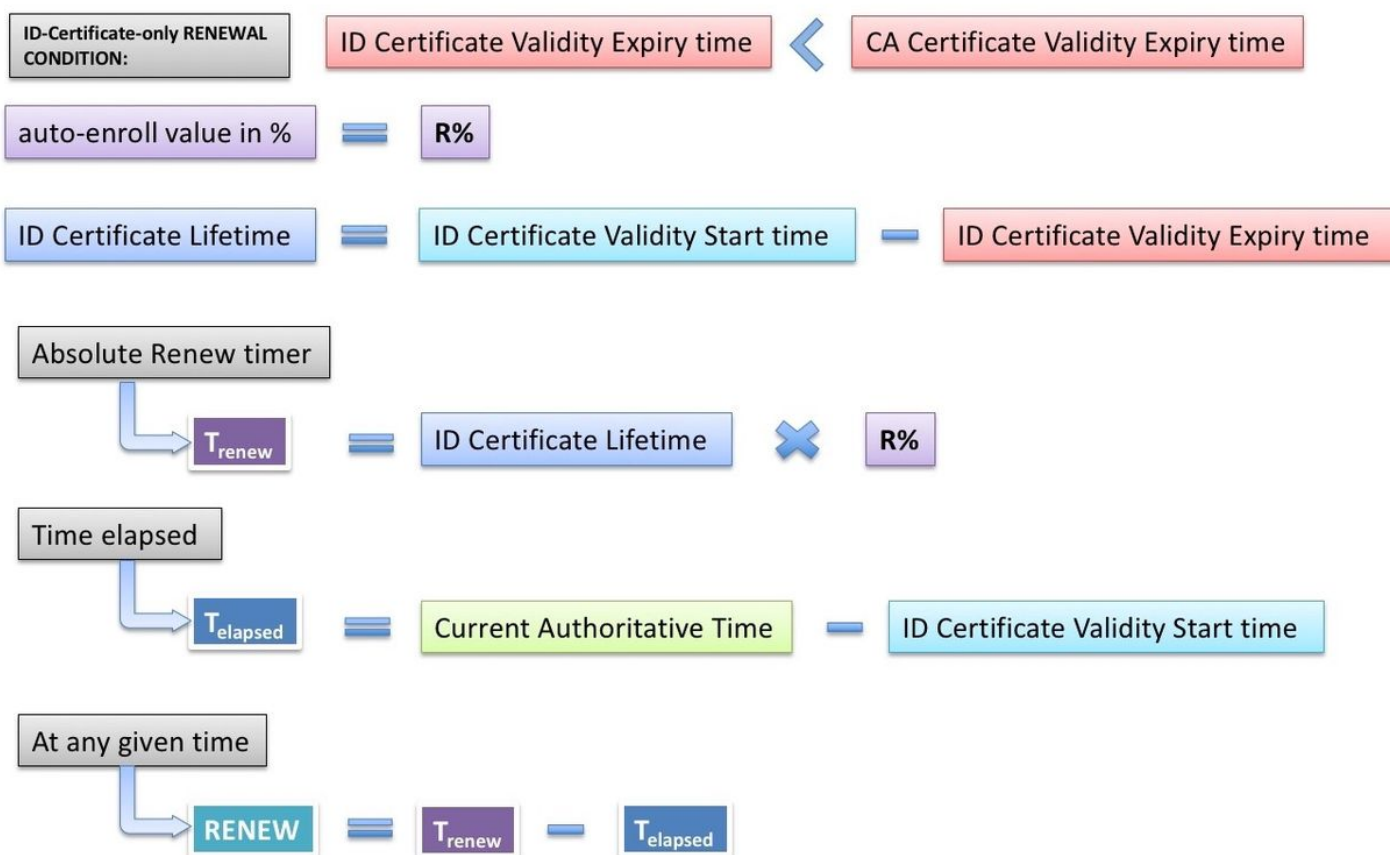 ID-Certificate-only RENEWAL
CONDITION:
ID Certificate Validity Expiry time < CA Certificate Validity Expiry time
auto-enroll value in % = R%
ID Certificate Lifetime = ID Certificate Validity Start time − ID Certificate Validity Expiry time
Absolute Renew timer
Trenew = ID Certificate Lifetime × R%
Time elapsed
Telapsed = Current Authoritative Time − ID Certificate Validity Start time
At any given time
RENEW = Trenew − Telapsed